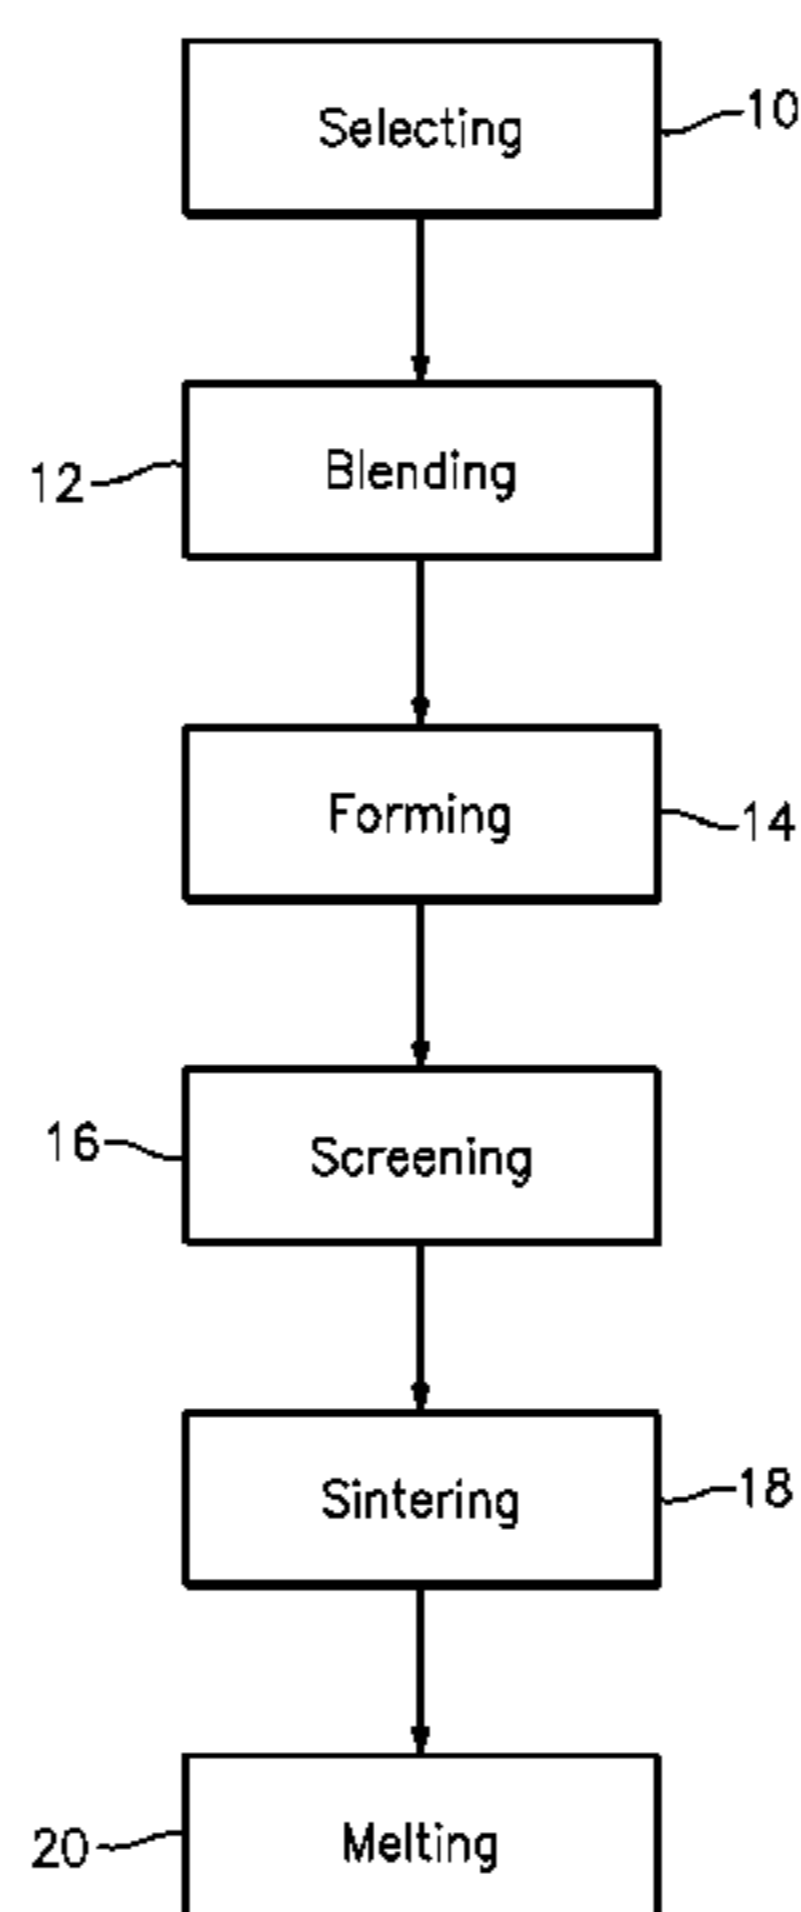 Selecting 10
12 Blending
Forming 14
16 Screening
Sintering 18
20 Melting